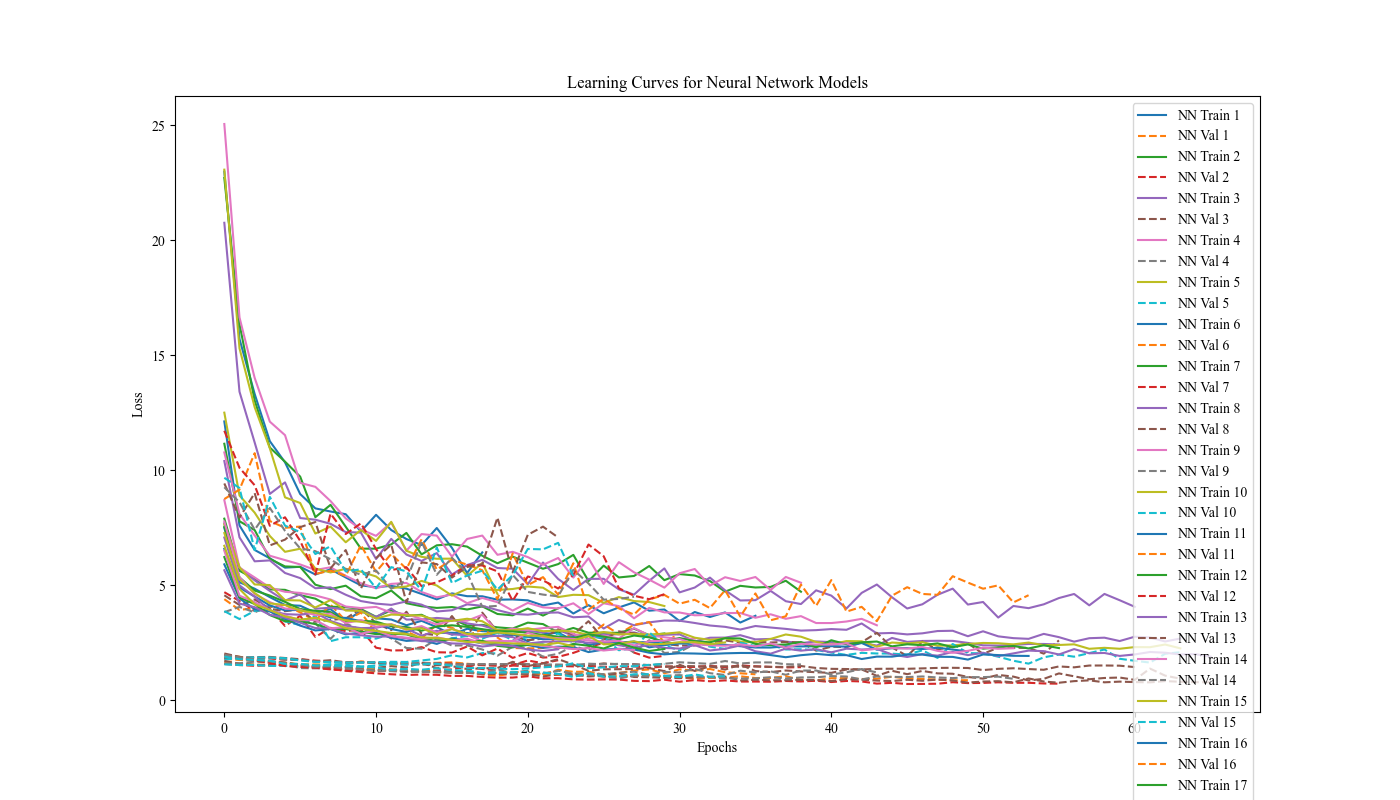 Learning Curves for Neural Network Models
Loss
25
20
15
10
5
0
0
10
20
30
40
50
60
Epochs
NN Train 1
NN Val 1
NN Train 2
NN Val 2
NN Train 3
NN Val 3
NN Train 4
NN Val 4
NN Train 5
NN Val 5
NN Train 6
NN Val 6
NN Train 7
NN Val 7
NN Train 8
NN Val 8
NN Train 9
NN Val 9
NN Train 10
NN Val 10
NN Train 11
NN Val 11
NN Train 12
NN Val 12
NN Train 13
NN Val 13
NN Train 14
NN Val 14
NN Train 15
NN Val 15
NN Train 16
NN Val 16
NN Train 17